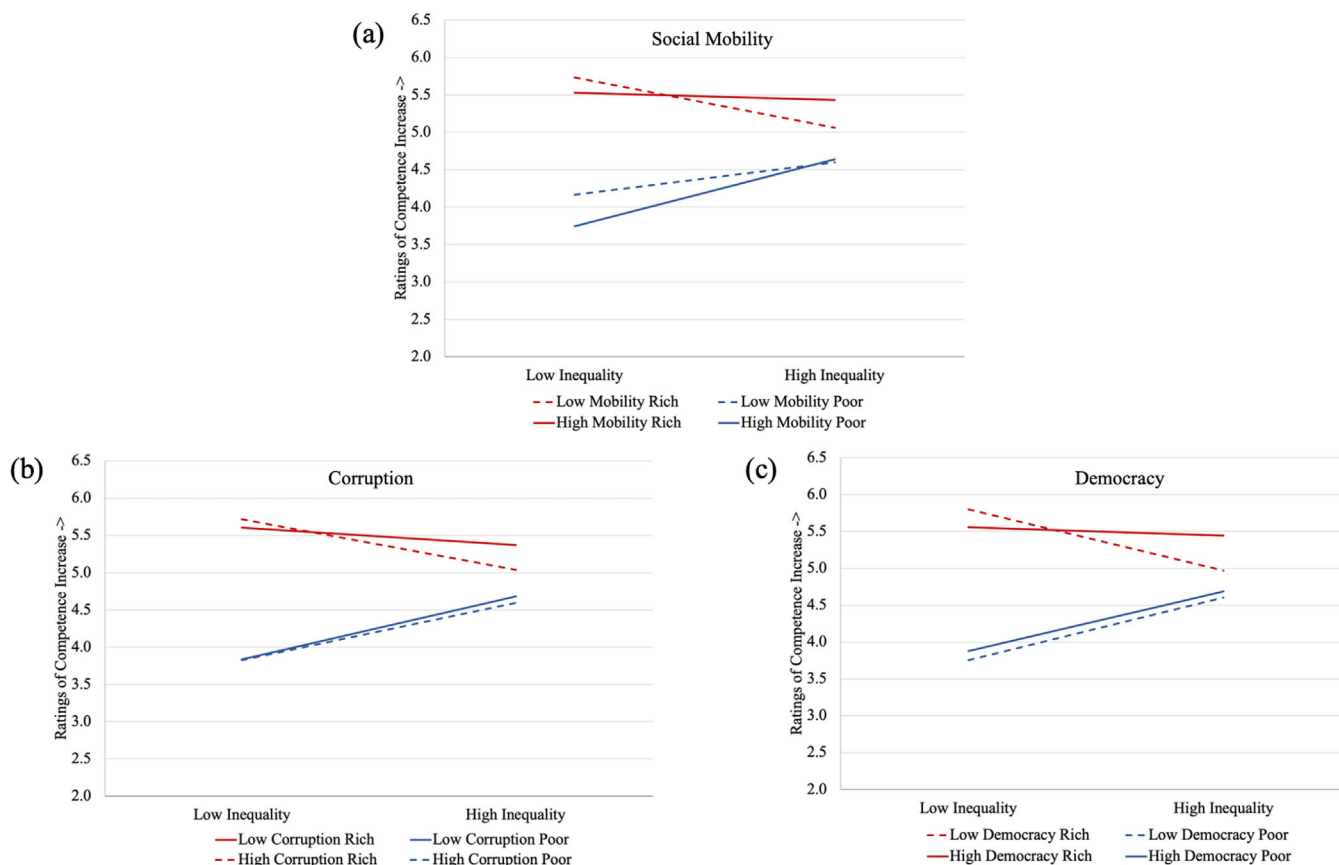 (a)
Social Mobility
Ratings of Competence Increase ->
6.5
6.0
5.5
5.0
4.5
4.0
3.5
3.0
2.5
2.0
Low Inequality High Inequality
Low Mobility Rich Low Mobility Poor
High Mobility Rich High Mobility Poor
(b)
Corruption
Ratings of Competence Increase ->
6.5
6.0
5.5
5.0
4.5
4.0
3.5
3.0
2.5
2.0
Low Inequality High Inequality
Low Corruption Rich Low Corruption Poor
High Corruption Rich High Corruption Poor
(c)
Democracy
Ratings of Competence Increase ->
6.5
6.0
5.5
5.0
4.5
4.0
3.5
3.0
2.5
2.0
Low Inequality High Inequality
Low Democracy Rich Low Democracy Poor
High Democracy Rich High Democracy Poor